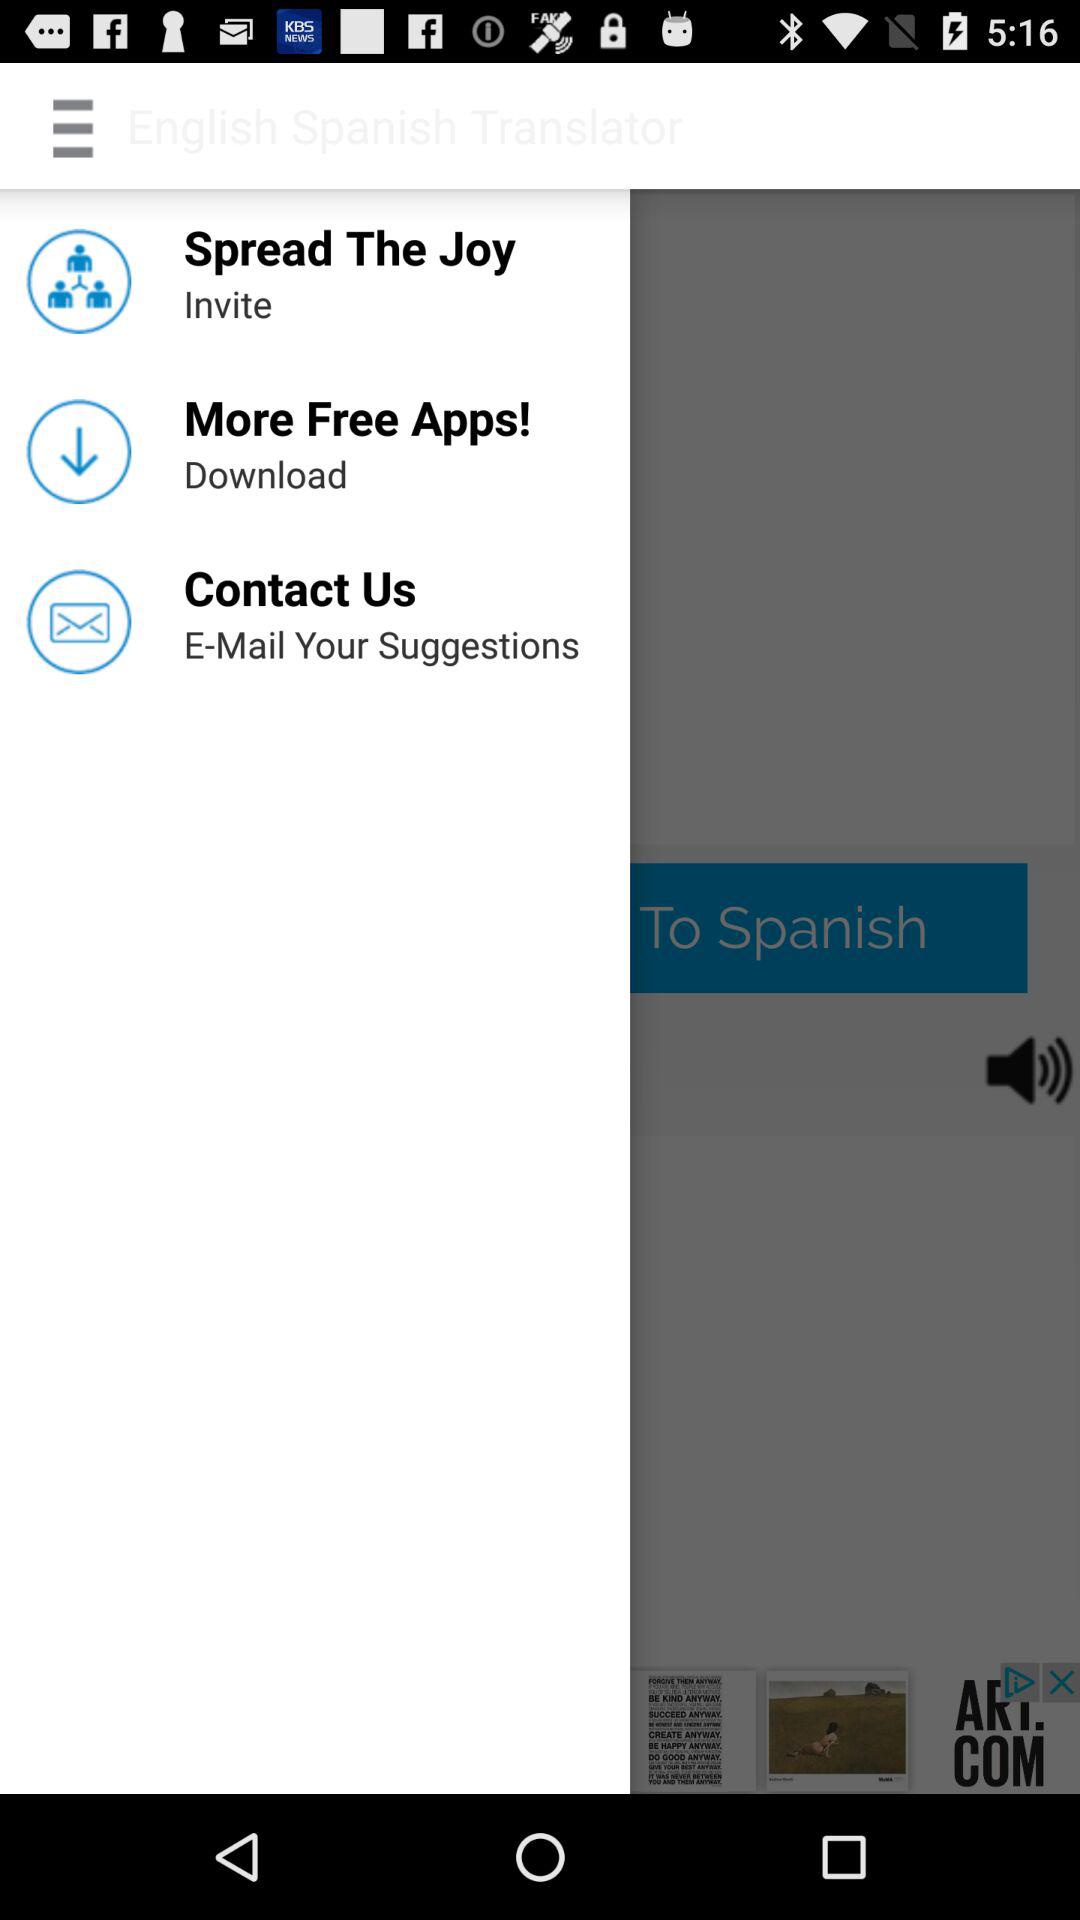 KBS
NEWS
FAKE
5:16
English Spanish Translator
Spread The Joy
Invite
More Free Apps!
Download
Contact Us
E-Mail Your Suggestions
To Spanish
FORGIVE THEM ANYWAY.
BE KIND ANYWAY.
SUCCEED ANYWAY.
BE HONEST AND SINCERE ANYWAY.
CREATE ANYWAY.
BE HAPPY ANYWAY.
DO GOOD ANYWAY.
GIVE YOUR BEST ANYWAY.
IT WAS NEVER BETWEEN
YOU AND THEM ANYWAY.
MoMA
ART.
COM